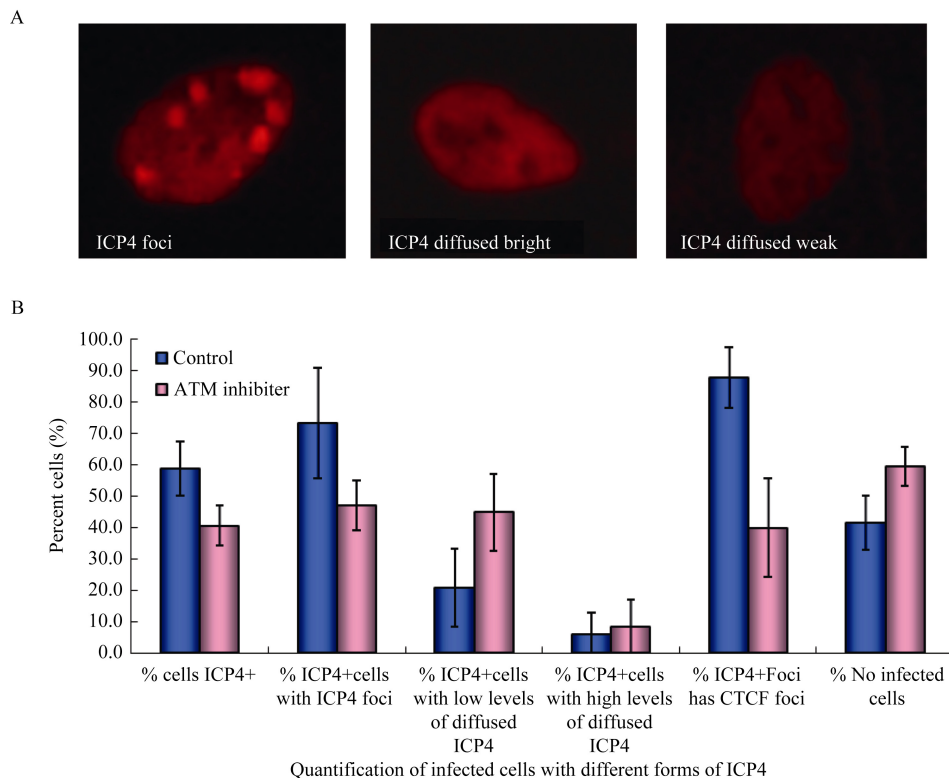 A
ICP4 foci
ICP4 diffused bright
ICP4 diffused weak
B
100.0
90.0
80.0
70.0
60.0
50.0
40.0
30.0
20.0
10.0
0.0
Percent cells (%)
Control
ATM inhibiter
% cells ICP4+
% ICP4+cells
with ICP4 foci
% ICP4+cells
with low levels
of diffused
ICP4
% ICP4+cells
with high levels
of diffused
ICP4
% ICP4+Foci
has CTCF foci
% No infected
cells
Quantification of infected cells with different forms of ICP4